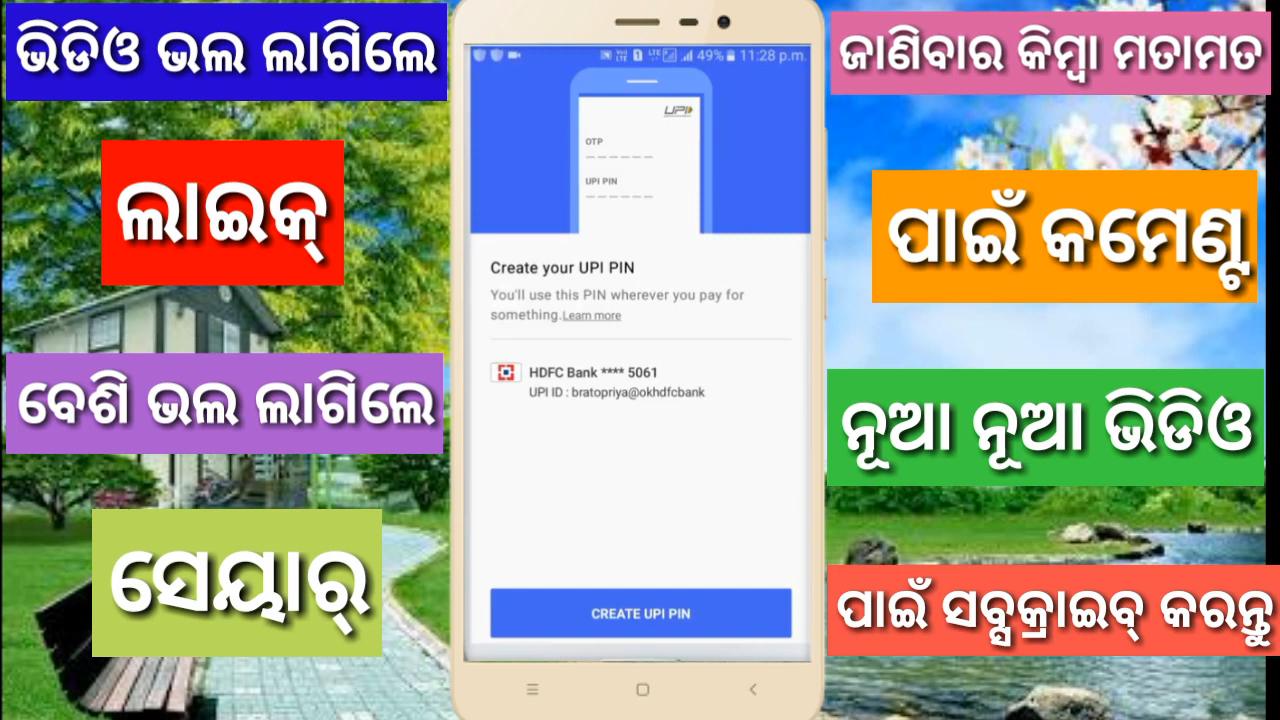 ଭିଡିଓ ଭଲ ଲାଗିଲେ
ଲାଇକ୍
ବେଶି ଭଲ ଲାଗିଲେ
ସେୟାର୍
49% 11:28 p.m.
UPI
OTP
UPI PIN
Create your UPI PIN
You'll use this PIN wherever you pay for
something.Learn more
HDFC Bank **** 5061
UPI ID : bratopriya@okhdfcbank
CREATE UPI PIN
ଜାଣିବାର କିମ୍ବା ମତାମତ
ପାଇଁ କମେଣ୍ଟ
ନୂଆ ନୂଆ ଭିଡିଓ
ପାଇଁ ସବ୍ସକ୍ରାଇବ୍ କରନ୍ତୁ